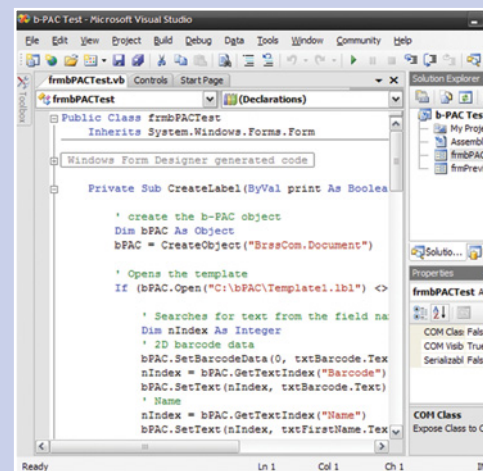 b-PAC Test - Microsoft Visual Studio
File Edit View Project Build Debug Data Tools Window Community Help
frmbPACTest.vb Controls Start Page
Toolbox
frmbPACTest (Declarations)
Public Class frmbPACTest
Inherits System.Windows.Forms.Form
Windows Form Designer generated code
Private Sub CreateLabel(ByVal print As Boolea
' create the b-PAC object
Dim bPAC As Object
bPAC = CreateObject("BrssCom.Document")
' Opens the template
If (bPAC.Open("C:\bPAC\Template1.lbl") <>
' Searches for text from the field na
Dim nIndex As Integer
' 2D barcode data
bPAC.SetBarcodeData(0, txtBarcode.Tex
nIndex = bPAC.GetTextIndex("Barcode")
bPAC.SetText(nIndex, txtBarcode.Text)
' Name
nIndex = bPAC.GetTextIndex("Name")
bPAC.SetText(nIndex, txtFirstName.Tex
Solution Explorer
b-PAC Tes
My Proje
Assembl
frmbPAC
frmPrev
Solutio...
Properties
frmbPACTest A
COM Clas Fals
COM Visib True
Serializabl Fals
COM Class
Expose Class to C
Ready Ln 1 Col 1 Ch 1